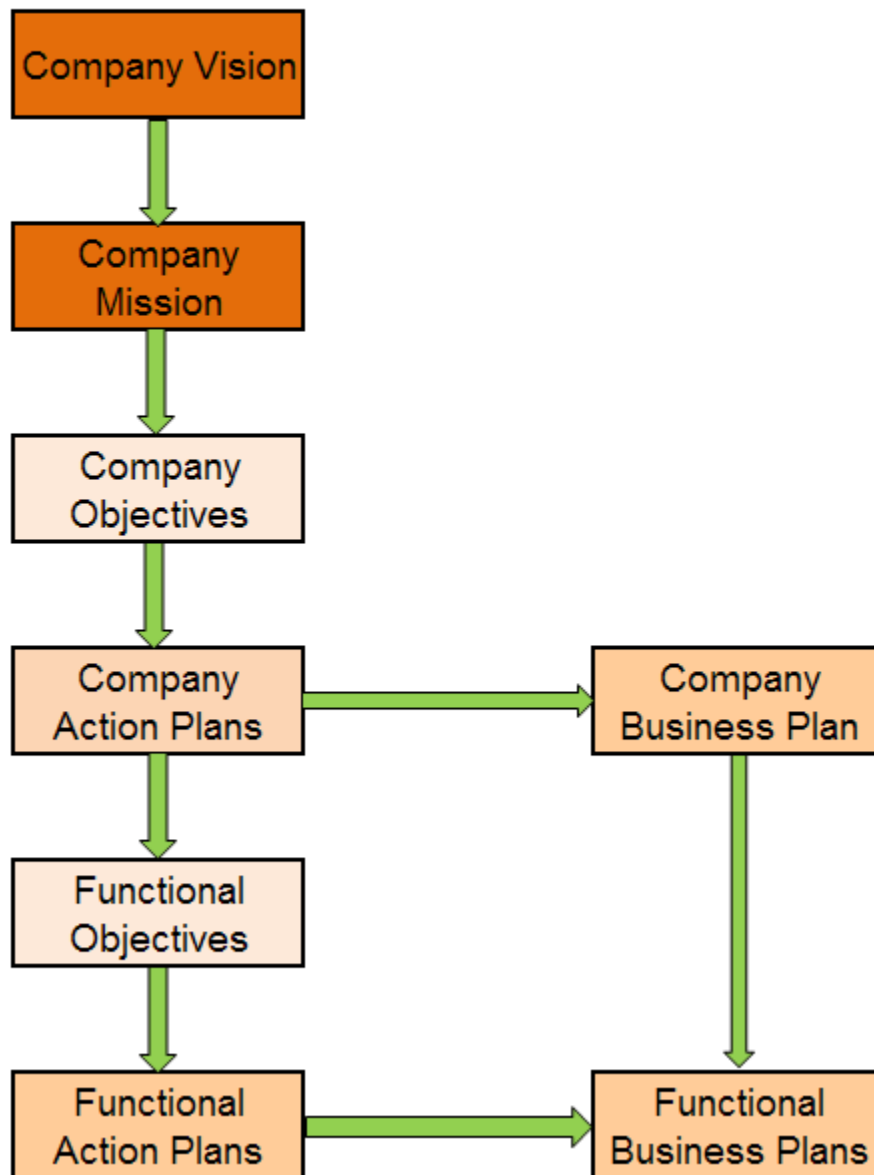 Company Vision
Company
Mission
Company
Objectives
Company
Action Plans
Company
Business Plan
Functional
Objectives
Functional
Action Plans
Functional
Business Plans